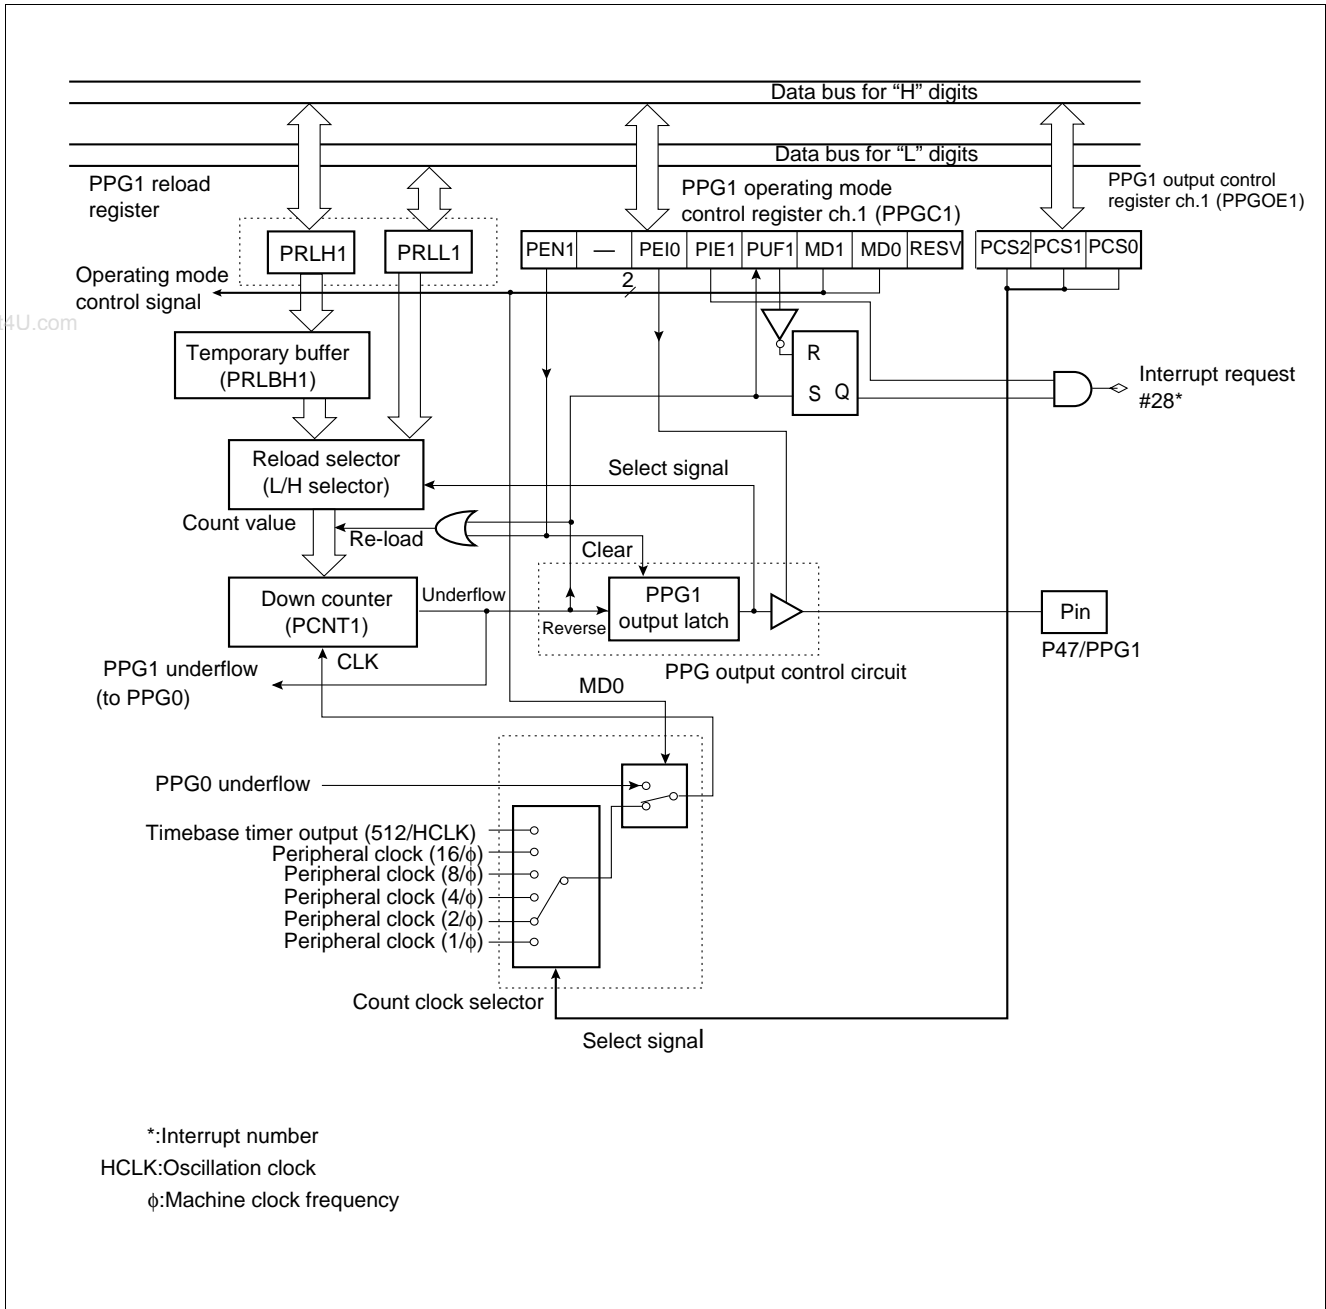 Data bus for “H” digits
Data bus for “L” digits
PPG1 reload
register
PPG1 operating mode
control register ch.1 (PPGC1)
PPG1 output control
register ch.1 (PPGOE1)
PRLH1
PRLL1
PEN1 — PEI0 PIE1 PUF1 MD1 MD0 RESV
PCS2 PCS1 PCS0
Operating mode
control signal
2
t4U.com
Temporary buffer
(PRLBH1)
R
S Q
Interrupt request
#28*
Reload selector
(L/H selector)
Select signal
Count value
Re-load
Clear
Down counter
(PCNT1)
Underflow
Reverse
PPG1
output latch
Pin
P47/PPG1
CLK
PPG1 underflow
(to PPG0)
PPG output control circuit
MD0
PPG0 underflow
Timebase timer output (512/HCLK)
Peripheral clock (16/ϕ)
Peripheral clock (8/ϕ)
Peripheral clock (4/ϕ)
Peripheral clock (2/ϕ)
Peripheral clock (1/ϕ)
Count clock selector
Select signal
*:Interrupt number
HCLK:Oscillation clock
ϕ:Machine clock frequency